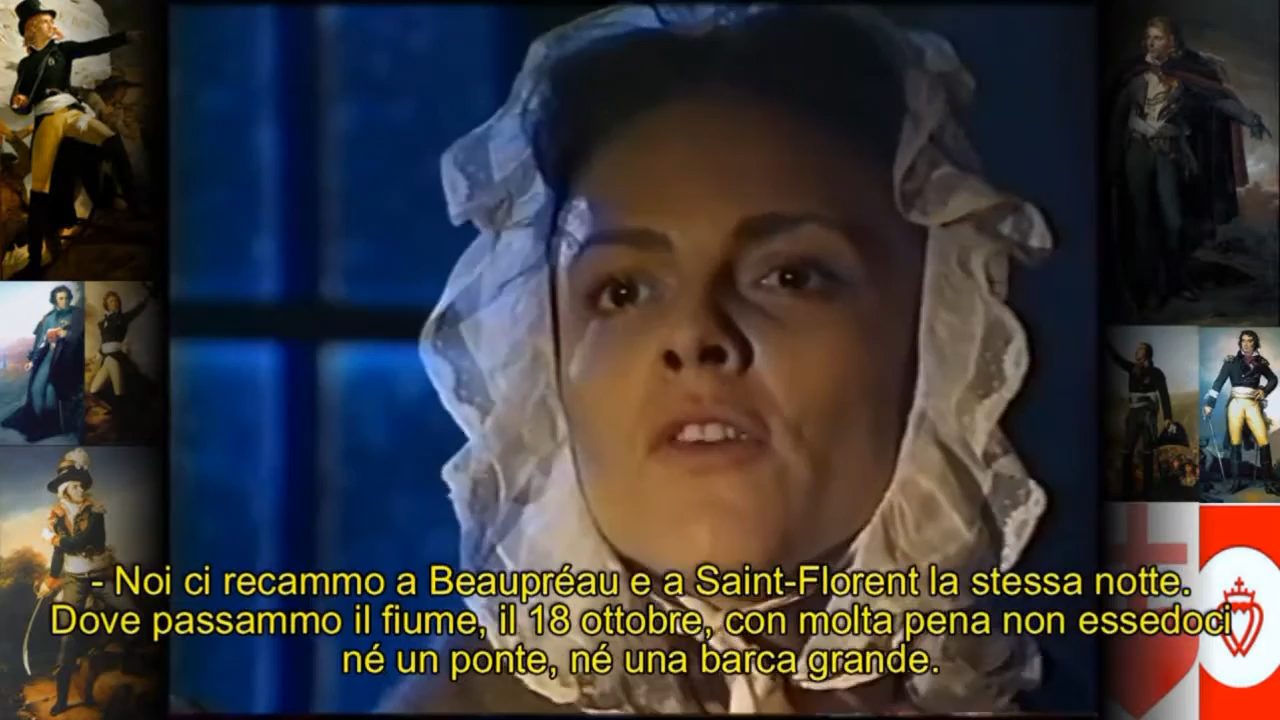 - Noi ci recammo a Beaupréau e a Saint-Florent la stessa notte.
Dove passammo il fiume, il 18 ottobre, con molta pena non essedoci
né un ponte, né una barca grande.